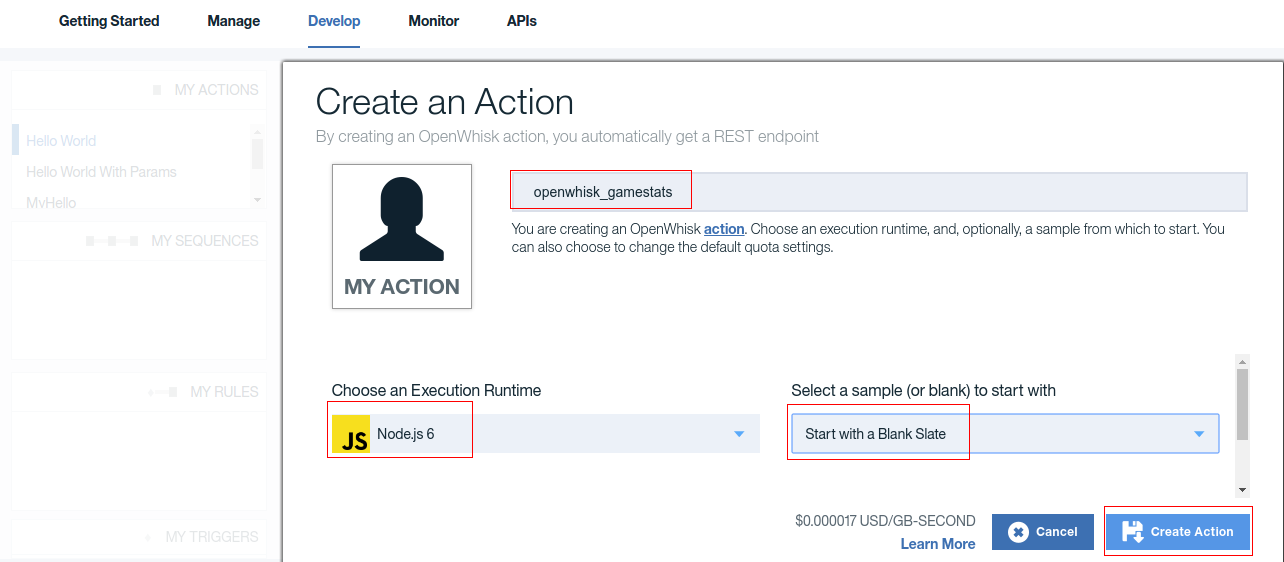 Getting Started Manage Develop Monitor APIs
MY ACTIONS
Hello World
Hello World With Params
MyHello
MY SEQUENCES
MY RULES
MY TRIGGERS
Create an Action
By creating an OpenWhisk action, you automatically get a REST endpoint
MY ACTION
openwhisk_gamestats
You are creating an OpenWhisk action. Choose an execution runtime, and, optionally, a sample from which to start. You
can also choose to change the default quota settings.
Choose an Execution Runtime
JS Node.js 6
Select a sample (or blank) to start with
Start with a Blank Slate
$0.000017 USD/GB-SECOND
Learn More
Cancel
Create Action